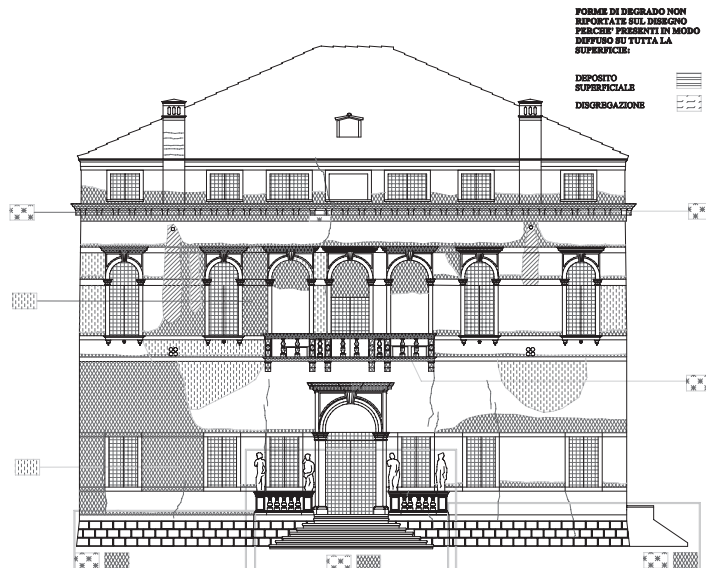 FORME DI DEGRADO NON
RIPORTATE SUL DISEGNO
PERCHE' PRESENTI IN MODO
DIFFUSO SU TUTTA LA
SUPERFICIE:
DEPOSITO
SUPERFICIALE
DISGREGAZIONE